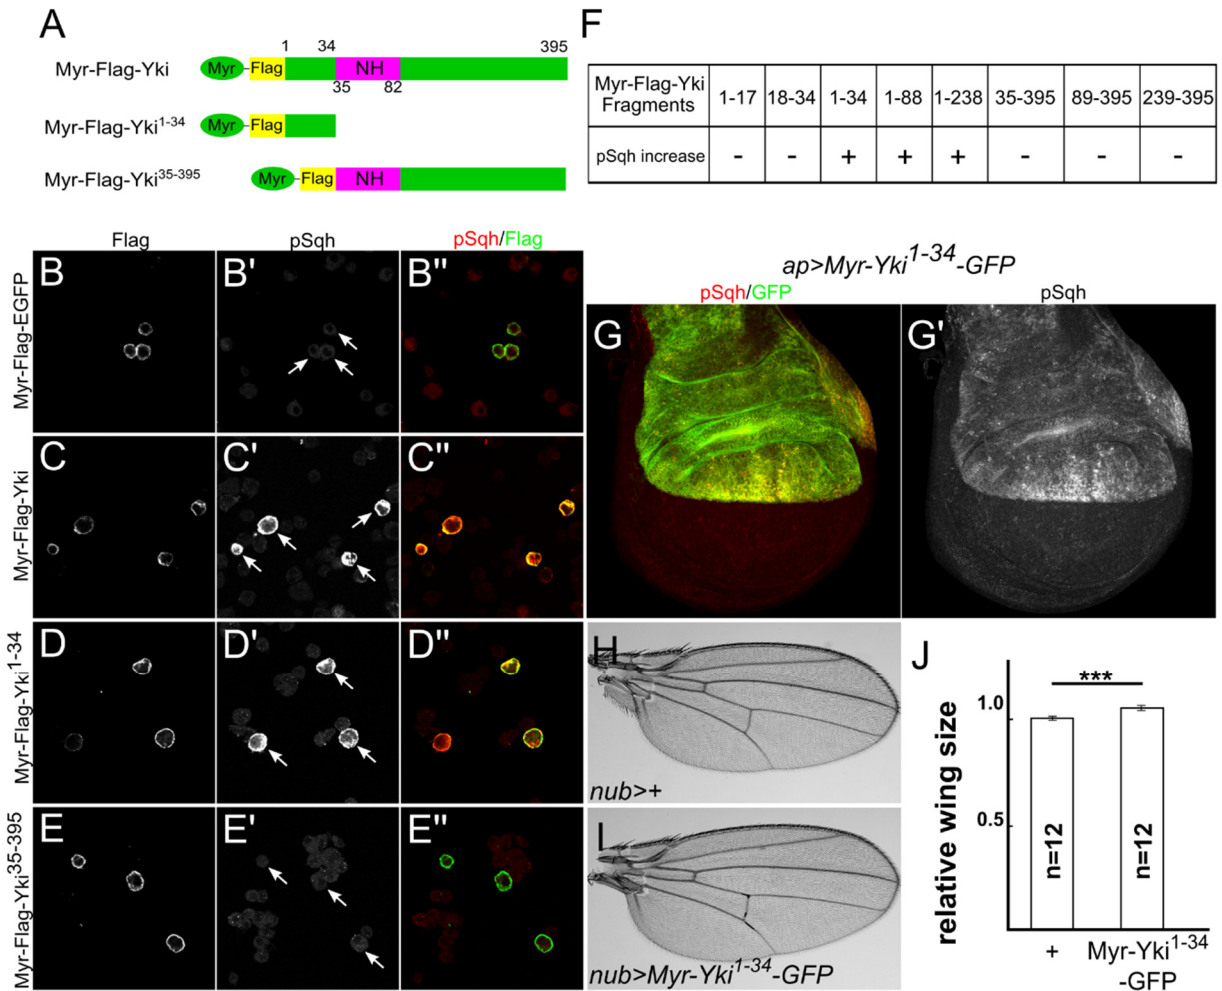 A
1 34 395
Myr-Flag-Yki Myr Flag NH
35 82
Myr-Flag-Yki1-34 Myr Flag
Myr-Flag-Yki35-395 Myr Flag NH
F
Myr-Flag-Yki Fragments 1-17 18-34 1-34 1-88 1-238 35-395 89-395 239-395
pSqh increase - - + + + - - -
Flag pSqh pSqh/Flag
Myr-Flag-EGFP
B B' B"
Myr-Flag-Yki
C C' C"
Myr-Flag-Yki1-34
D D' D"
Myr-Flag-Yki35-395
E E' E"
ap>Myr-Yki1-34-GFP
pSqh/GFP pSqh
G G'
H
nub>+
I
nub>Myr-Yki1-34-GFP
J
relative wing size
1.0
0.5
***
n=12 n=12
+ Myr-Yki1-34
-GFP